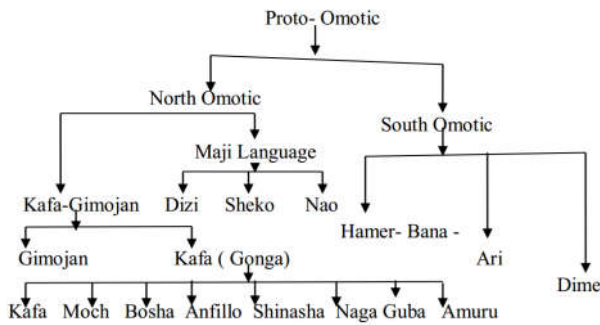 Proto- Omotic
North Omotic
South Omotic
Maji Language
Kafa-Gimojan Dizi Sheko Nao
Hamer- Bana -
Gimojan Kafa ( Gonga) Ari
Dime
Kafa Moch Bosha Anfillo Shinasha Naga Guba Amuru